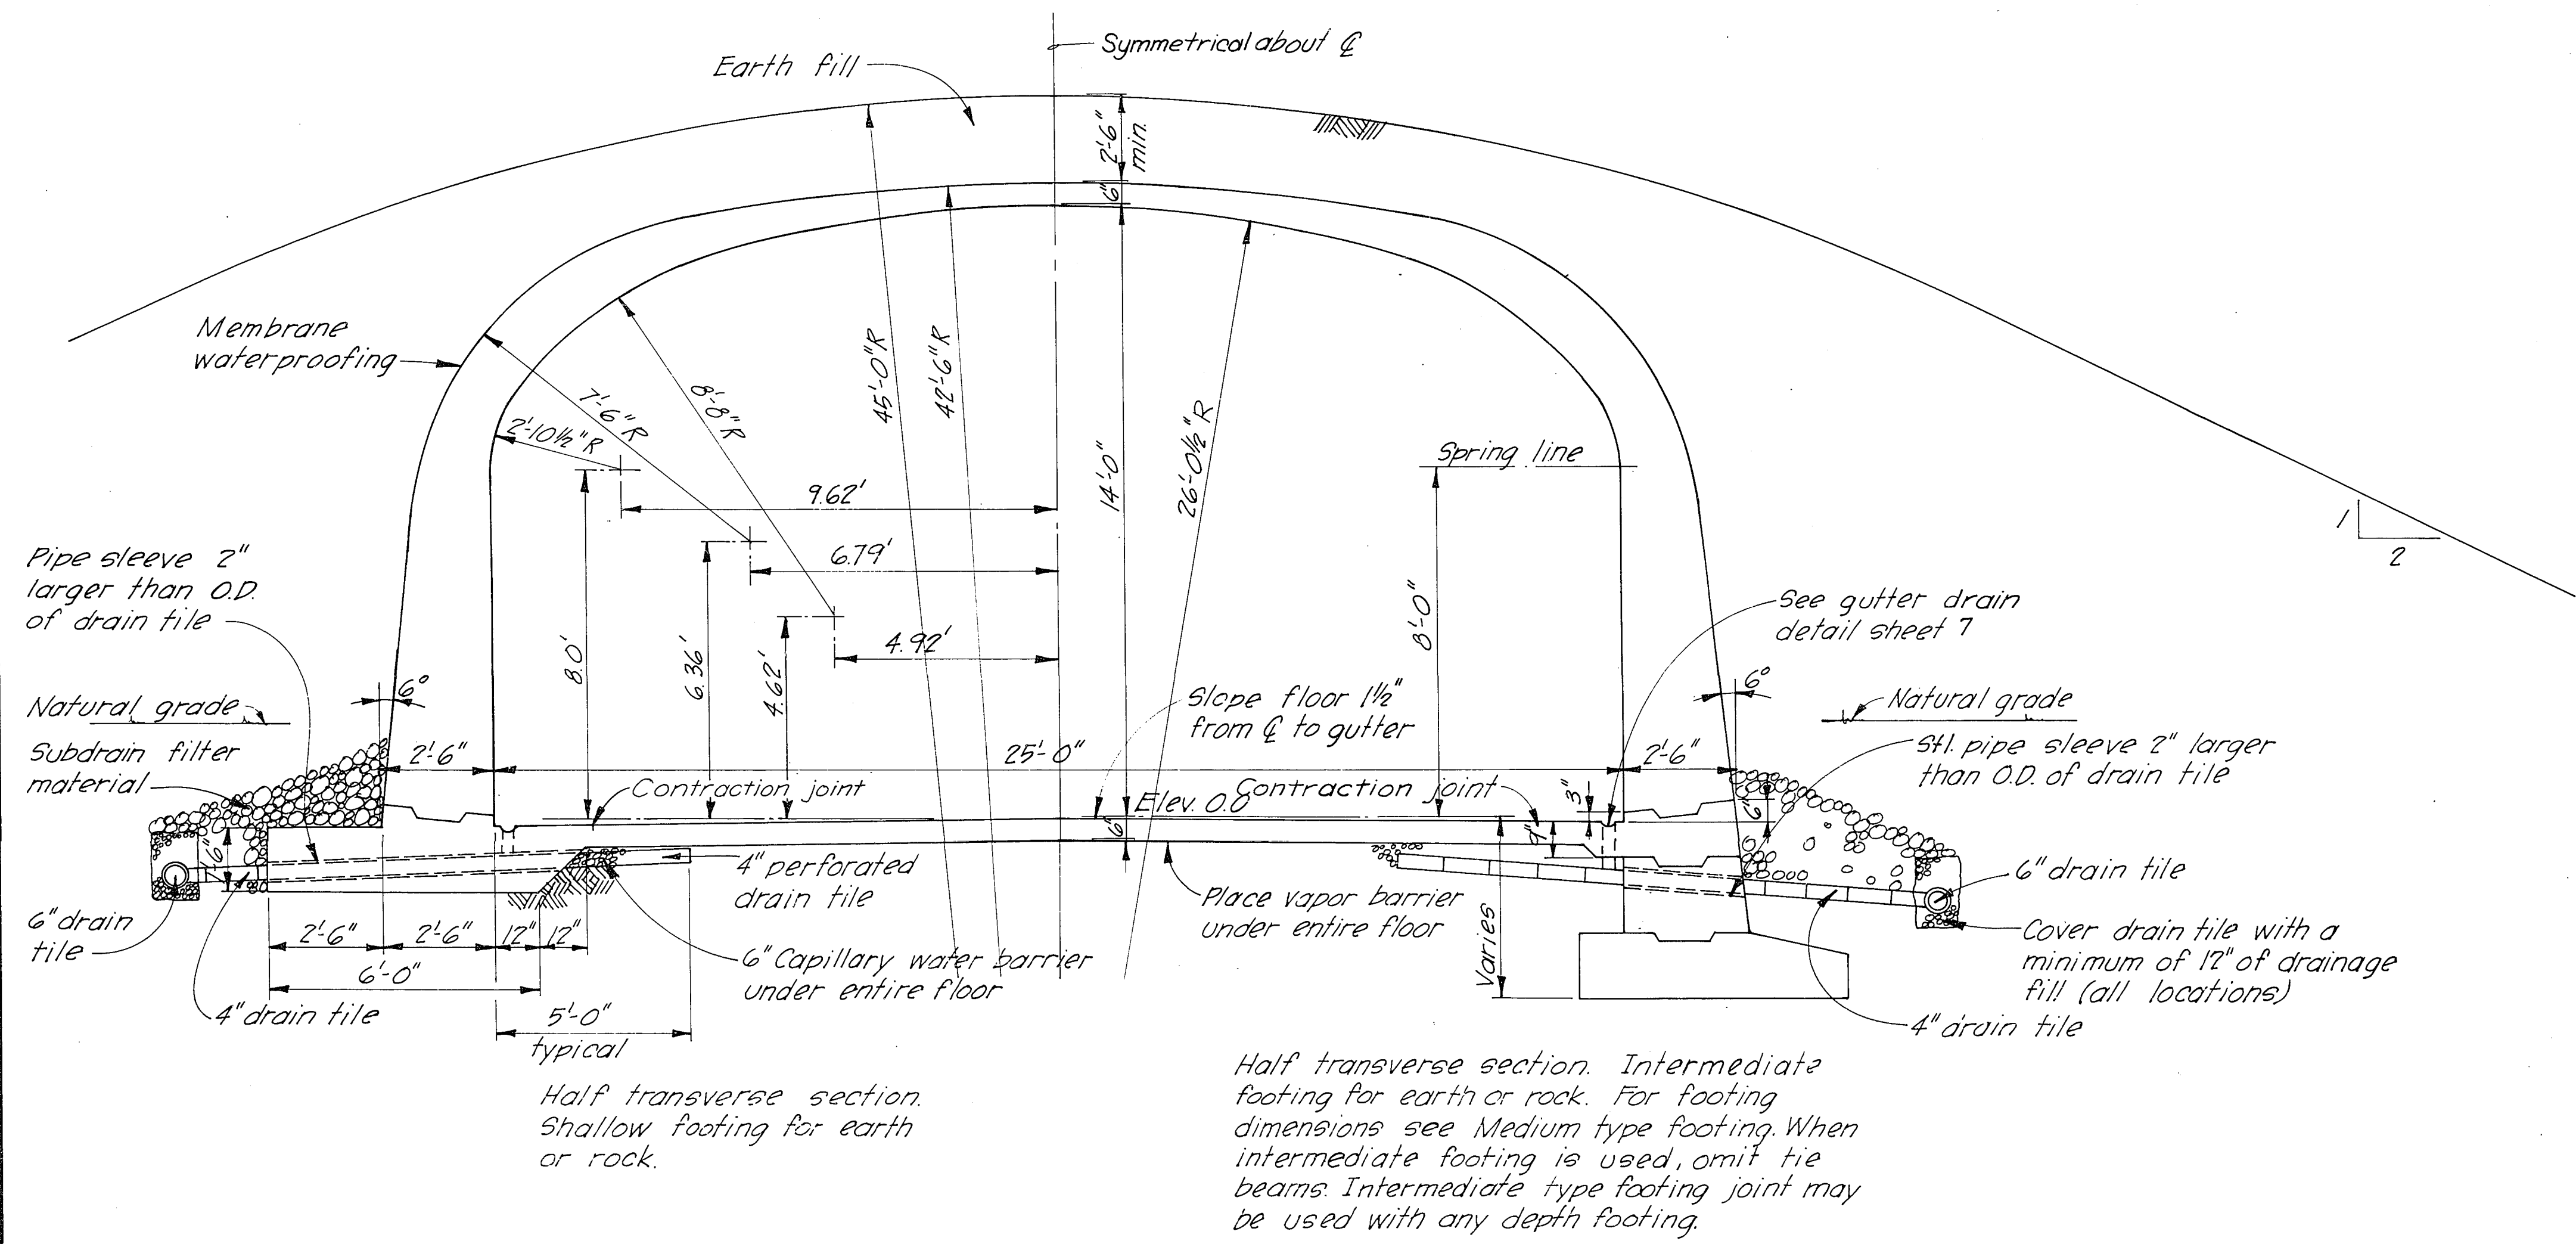 Symmetrical about ℄
Earth fill
2'-6"
min.
6"
Membrane
waterproofing
45'-0"R
42'-6"R
7'-6"R
8'-8"R
2'-10½"R
26'-0½"R
14'-0"
Spring line
9.62'
6.79'
4.92'
8.0'
6.36'
4.62'
8'-0"
1
2
Pipe sleeve 2"
larger than O.D.
of drain tile
See gutter drain
detail sheet 7
6°
6°
Natural grade
Natural grade
Slope floor 1½"
from ℄ to gutter
Subdrain filter
material
Stl. pipe sleeve 2" larger
than O.D. of drain tile
2'-6"
25'-0"
2'-6"
Contraction joint
Elev. 0.0
Contraction joint
3"
6"
6"
9"
1'-6"
4" perforated
drain tile
6" drain tile
6" drain
tile
Place vapor barrier
under entire floor
Varies
2'-6"
2'-6"
12"
12"
6'-0"
6" Capillary water barrier
under entire floor
Cover drain tile with a
minimum of 12" of drainage
fill (all locations)
4" drain tile
4" drain tile
5'-0"
typical
Half transverse section.
Shallow footing for earth
or rock.
Half transverse section. Intermediate
footing for earth or rock. For footing
dimensions see Medium type footing. When
intermediate footing is used, omit tie
beams. Intermediate type footing joint may
be used with any depth footing.